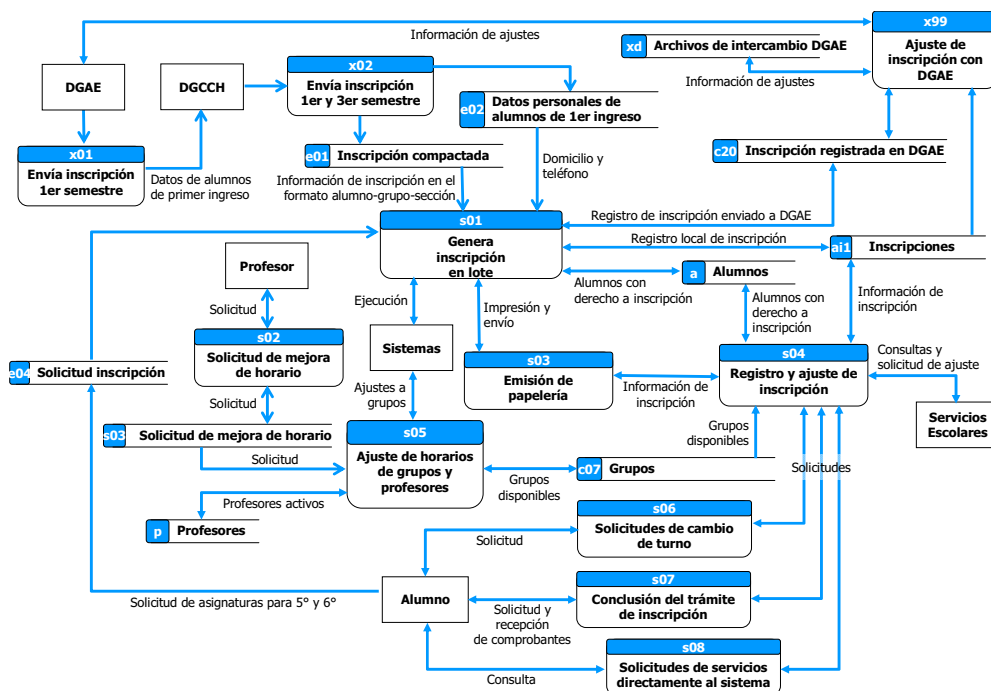 x99
Ajuste de
inscripción con
DGAE
Información de ajustes
xd
Archivos de intercambio DGAE
Información de ajustes
DGAE
DGCCH
x02
Envía inscripción
1er y 3er semestre
e02
Datos personales de
alumnos de 1er ingreso
x01
Envía inscripción
1er semestre
Datos de alumnos
de primer ingreso
e01
Inscripción compactada
Información de inscripción en el
formato alumno-grupo-sección
Domicilio y
teléfono
c20
Inscripción registrada en DGAE
s01
Genera
inscripción
en lote
Registro de inscripción enviado a DGAE
Registro local de inscripción
ai1
Inscripciones
a
Alumnos
Alumnos con
derecho a inscripción
Alumnos con
derecho a
inscripción
Información de
inscripción
Profesor
Solicitud
Ejecución
Impresión y
envío
s02
Solicitud de mejora
de horario
Sistemas
s03
Emisión de
papelería
Información de
inscripción
s04
Registro y ajuste de
inscripción
Consultas y
solicitud de ajuste
Servicios
Escolares
e04
Solicitud inscripción
Solicitud
Ajustes a
grupos
s03
Solicitud de mejora de horario
Solicitud
s05
Ajuste de horarios
de grupos y
profesores
Grupos
disponibles
c07
Grupos
Grupos
disponibles
Solicitudes
Profesores activos
p
Profesores
s06
Solicitudes de cambio
de turno
Solicitud
Alumno
Solicitud de asignaturas para 5° y 6°
s07
Conclusión del trámite
de inscripción
Solicitud y
recepción
de comprobantes
s08
Solicitudes de servicios
directamente al sistema
Consulta